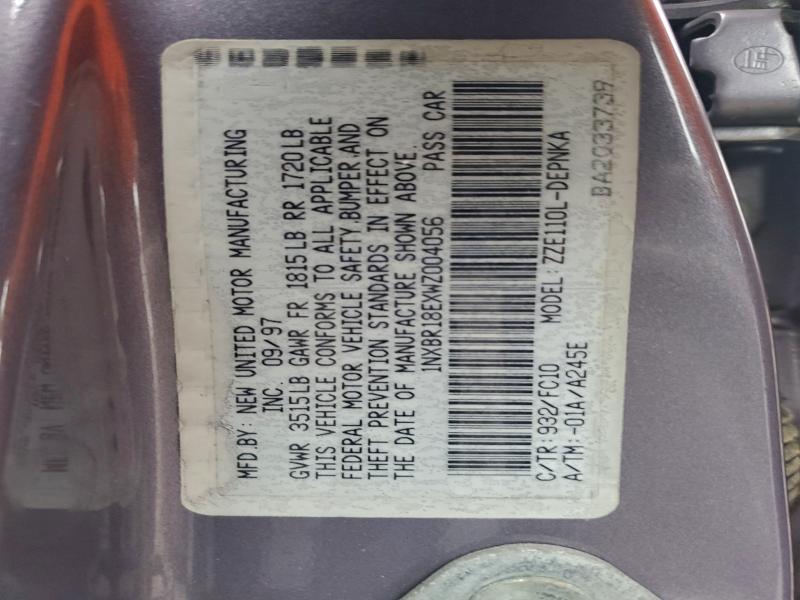 MFD.BY: NEW UNITED MOTOR MANUFACTURING
INC. 09/97
GVWR 3515LB GAWR FR 1815LB RR 1720LB
THIS VEHICLE CONFORMS TO ALL APPLICABLE
FEDERAL MOTOR VEHICLE SAFETY,BUMPER,AND
THEFT PREVENTION STANDARDS IN EFFECT ON
THE DATE OF MANUFACTURE SHOWN ABOVE.
1NXBR18EXWZ004056 PASS CAR
C/TR: 932/FC10 MODEL: ZZE110L-DEPNKA
A/TM: -01A/A245E
BA2033739